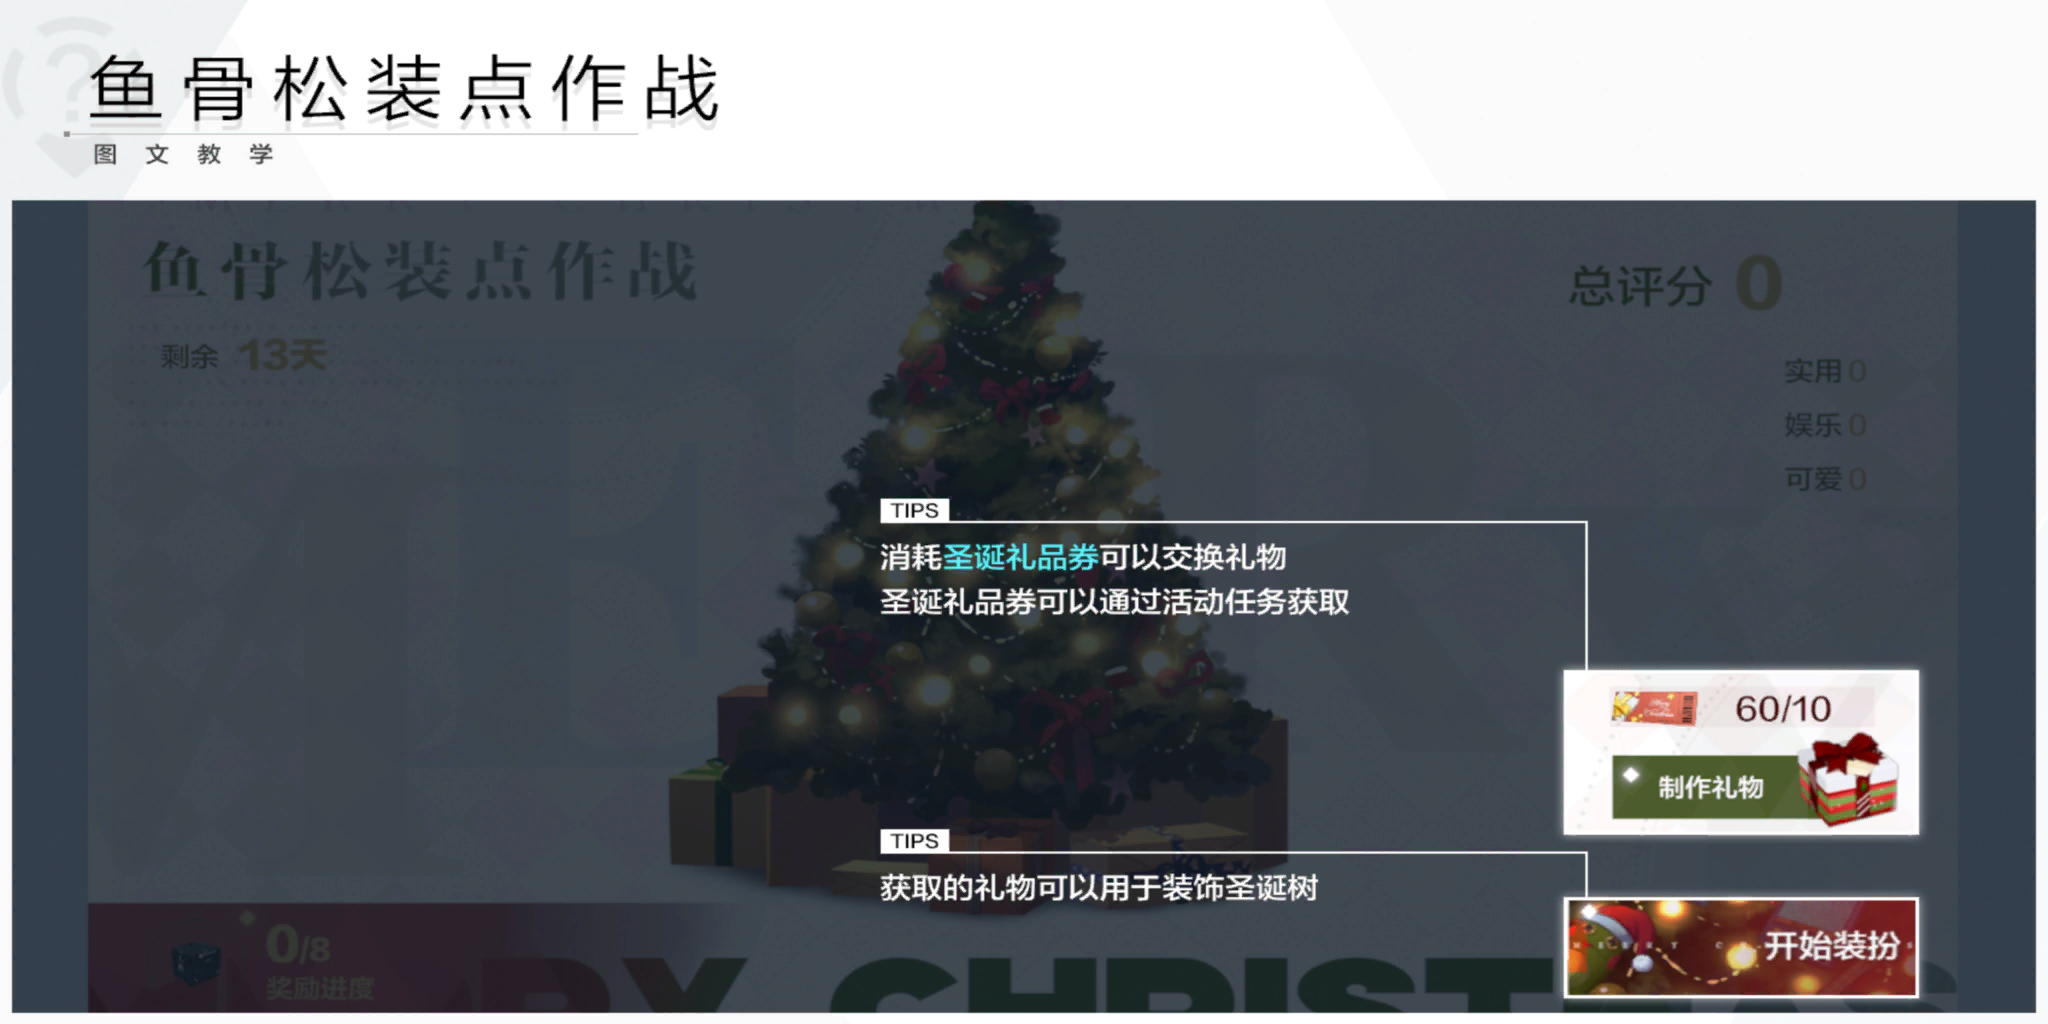 鱼骨松装点作战
图文教学
鱼骨松装点作战
剩余 13天
总评分 0
实用 0
娱乐 0
可爱 0
TIPS
消耗圣诞礼品券可以交换礼物
圣诞礼品券可以通过活动任务获取
60/10
制作礼物
TIPS
获取的礼物可以用于装饰圣诞树
开始装扮
0/8
奖励进度
RY CHRISTMAS